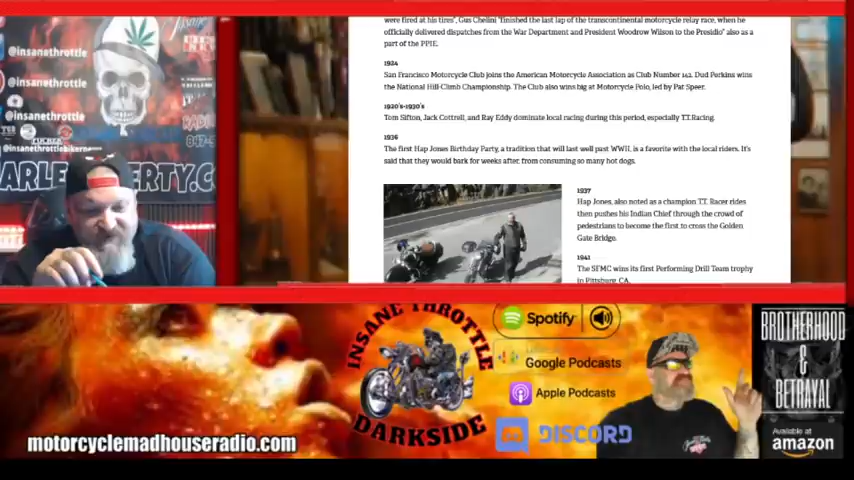 @insanethrottle
@insanethrottle
@insanethrottle
were fired at his tires", Gus Chelini "finished the last lap of the transcontinental motorcycle relay race, when he
officially delivered dispatches from the War Department and President Woodrow Wilson to the Presidio" also as a
part of the PPIE.
1924
San Francisco Motorcycle Club joins the American Motorcycle Association as Club Number 142. Dud Perkins wins
the National Hill-Climb Championship. The Club also wins big at Motorcycle Polo, led by Pat Speer.
1920's-1930's
Tom Sifton, Jack Cottrell, and Ray Eddy dominate local racing during this period, especially T.T.Racing.
1936
The first Hap Jones Birthday Party, a tradition that will last well past WWII, is a favorite with the local riders. It's
said that they would bark for weeks after, from consuming so many hot dogs.
1937
Hap Jones, also noted as a champion T.T. Racer rides
then pushes his Indian Chief through the crowd of
pedestrians to become the first to cross the Golden
Gate Bridge.
1941
The SFMC wins its first Performing Drill Team trophy
in Pittsburg, CA.
INSANE THROTTLE
DARKSIDE
Spotify
Google Podcasts
Apple Podcasts
DISCORD
motorcyclemadhouseradio.com
BROTHERHOOD
&
BETRAYAL
Available at
amazon